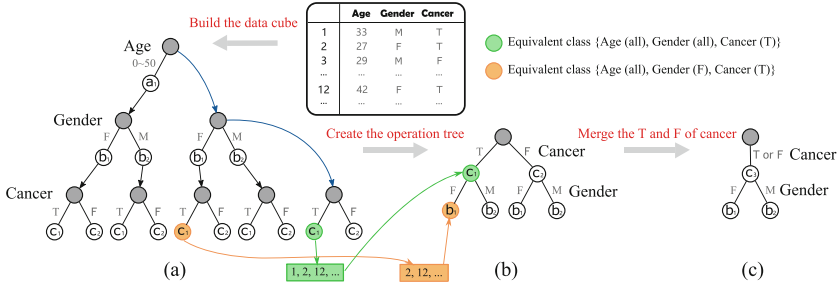 Build the data cube
Age Gender Cancer
1 33 M T
2 27 F T
3 29 M F
... ... ... ...
12 42 F T
... ... ... ...
Equivalent class {Age (all), Gender (all), Cancer (T)}
Equivalent class {Age (all), Gender (F), Cancer (T)}
Age
0~50
a₁
Gender
F M F M
b₁ b₂ b₁ b₂
Cancer
T F T F T F T F T F
c₁ c₂ c₁ c₂ c₁ c₂ c₁ c₂ c₁ c₂
1, 2, 12, ...
2, 12, ...
(a)
Create the operation tree
T F Cancer
c₁ c₂
F M F M Gender
b₁ b₂ b₁ b₂
(b)
Merge the T and F of cancer
T or F Cancer
c₃
F M Gender
b₁ b₂
(c)